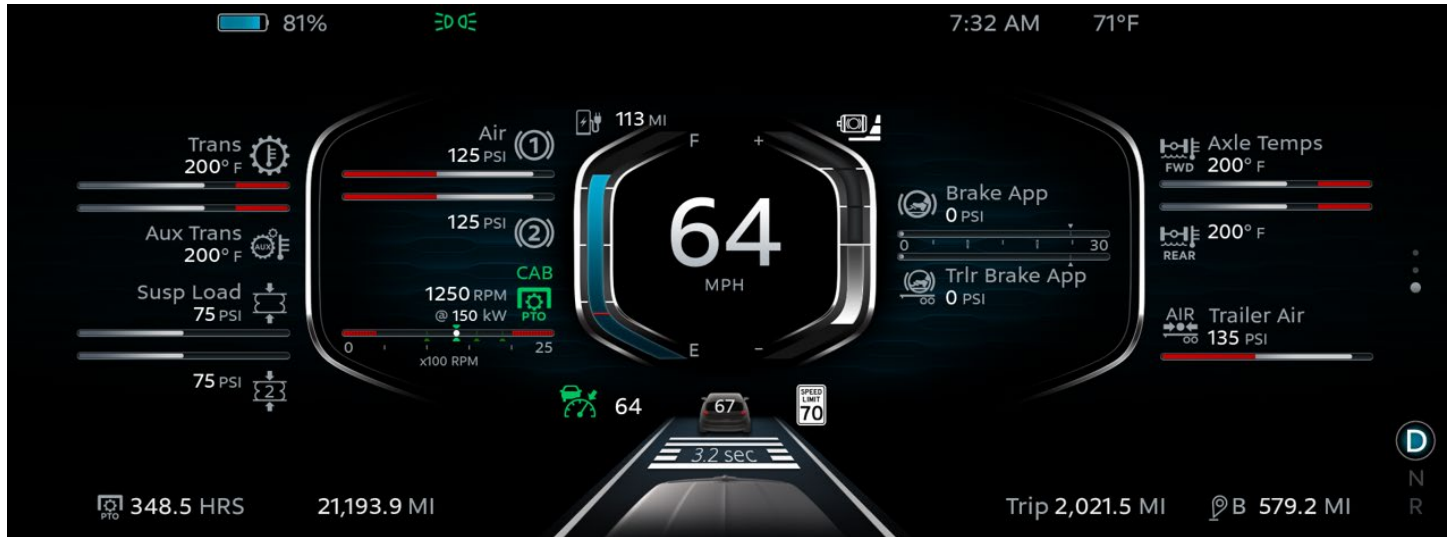 81%
7:32 AM
71°F
Trans
200° F
Aux Trans
AUX
200° F
Susp Load
75 PSI
75 PSI
2
Air
125 PSI
1
125 PSI
2
CAB
1250 RPM
@ 150 kW
PTO
0
25
x100 RPM
113 MI
F
E
+
−
64
MPH
Brake App
0 PSI
0
30
Trlr Brake App
0 PSI
Axle Temps
FWD
200° F
200° F
REAR
AIR
Trailer Air
135 PSI
64
67
SPEED
LIMIT
70
3.2 sec
D
N
R
PTO
348.5 HRS
21,193.9 MI
Trip 2,021.5 MI
B 579.2 MI